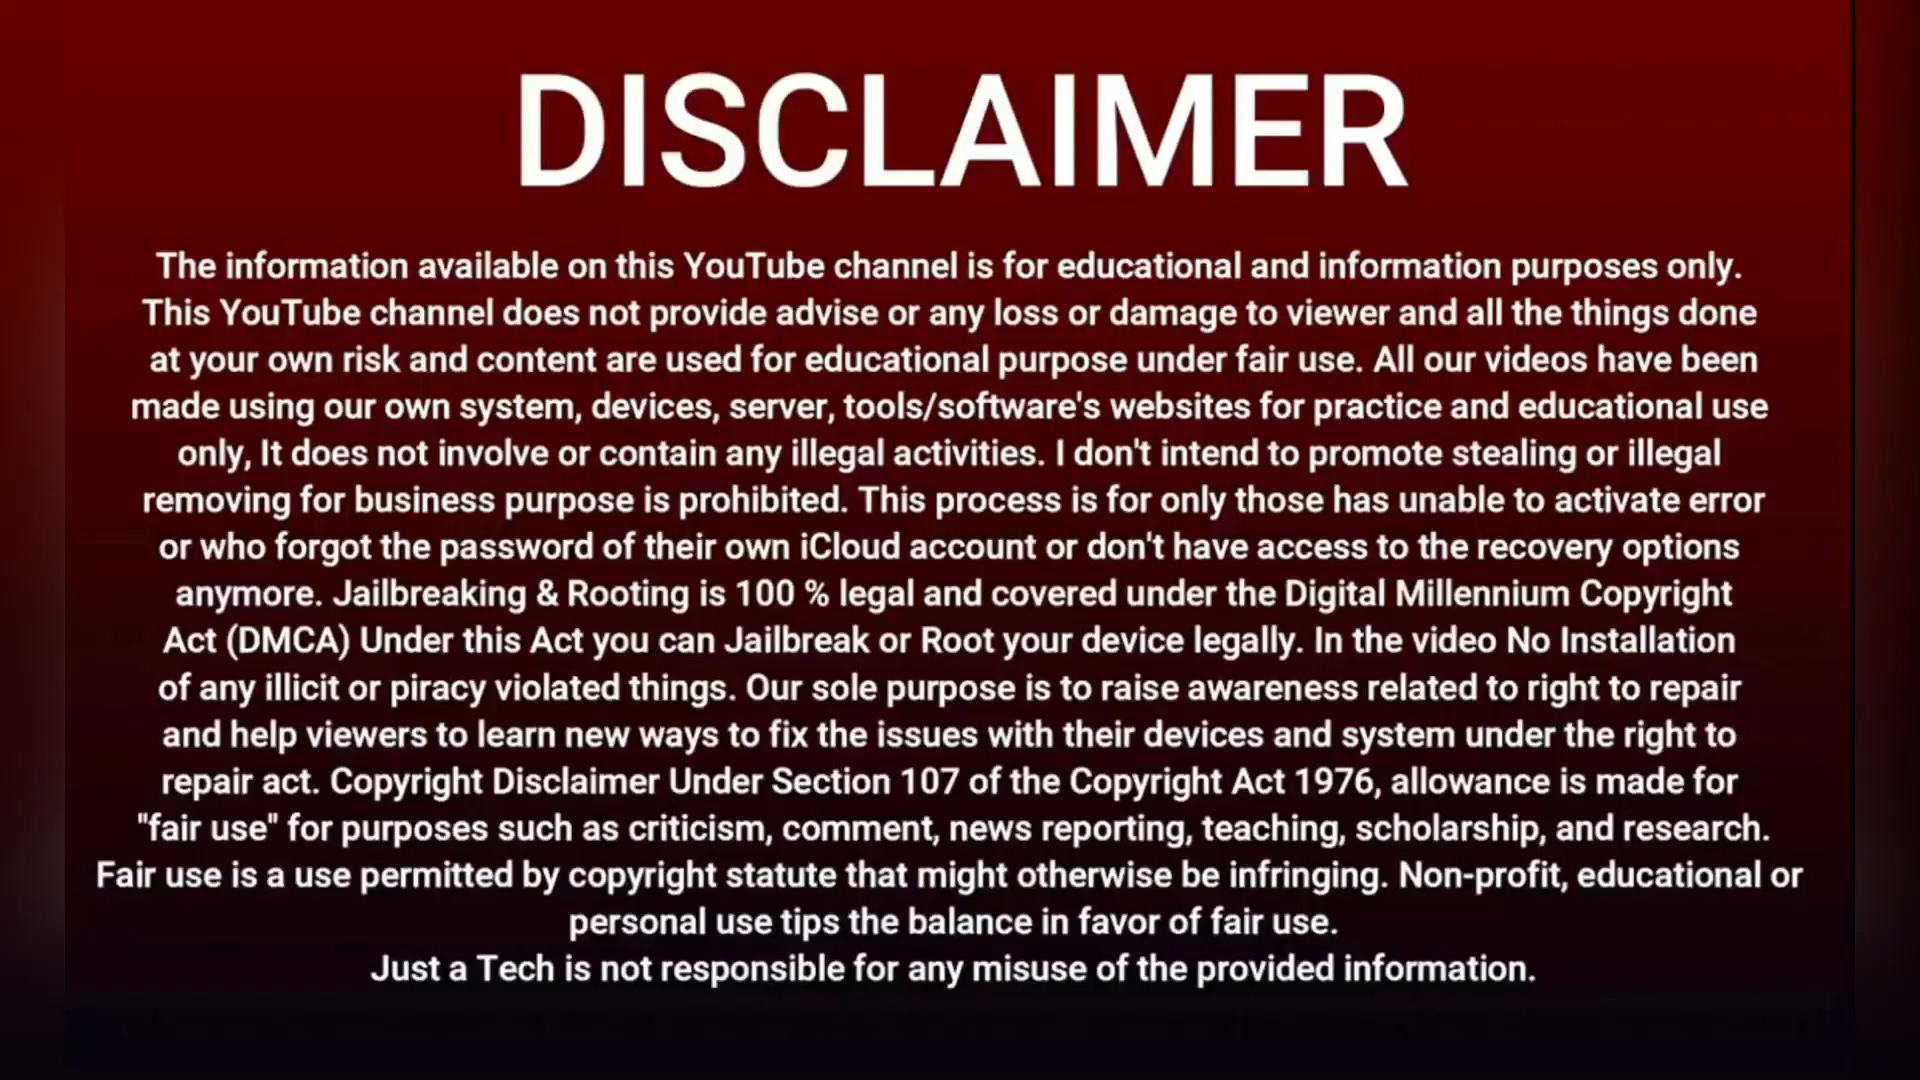 DISCLAIMER
The information available on this YouTube channel is for educational and information purposes only.
This YouTube channel does not provide advise or any loss or damage to viewer and all the things done
at your own risk and content are used for educational purpose under fair use. All our videos have been
made using our own system, devices, server, tools/software's websites for practice and educational use
only, It does not involve or contain any illegal activities. I don't intend to promote stealing or illegal
removing for business purpose is prohibited. This process is for only those has unable to activate error
or who forgot the password of their own iCloud account or don't have access to the recovery options
anymore. Jailbreaking & Rooting is 100 % legal and covered under the Digital Millennium Copyright
Act (DMCA) Under this Act you can Jailbreak or Root your device legally. In the video No Installation
of any illicit or piracy violated things. Our sole purpose is to raise awareness related to right to repair
and help viewers to learn new ways to fix the issues with their devices and system under the right to
repair act. Copyright Disclaimer Under Section 107 of the Copyright Act 1976, allowance is made for
"fair use" for purposes such as criticism, comment, news reporting, teaching, scholarship, and research.
Fair use is a use permitted by copyright statute that might otherwise be infringing. Non-profit, educational or
personal use tips the balance in favor of fair use.
Just a Tech is not responsible for any misuse of the provided information.